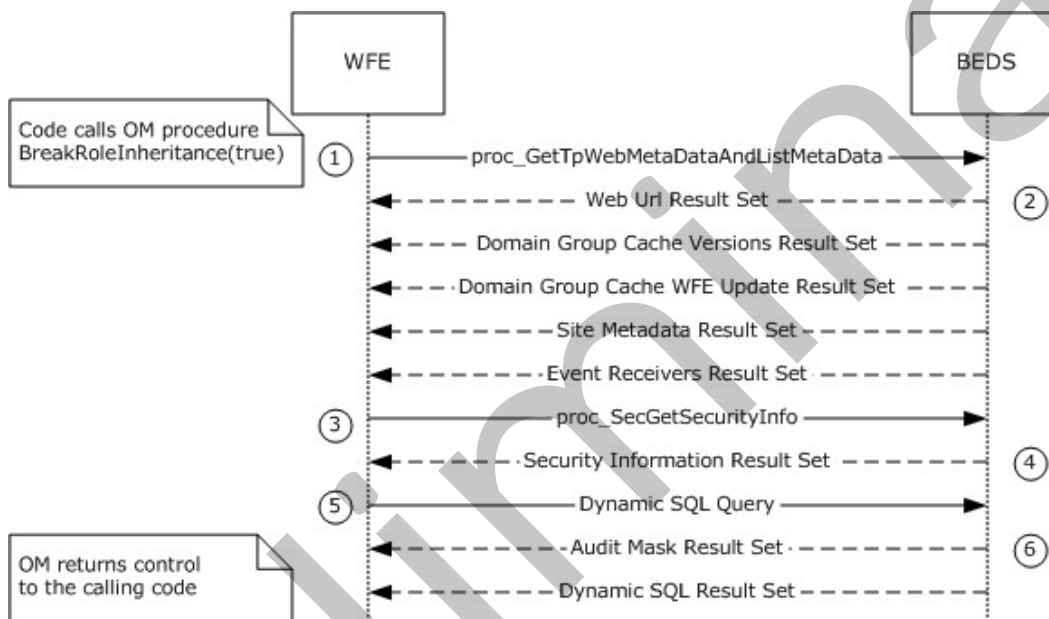 WFE
BEDS
Code calls OM procedure
BreakRoleInheritance(true)
1
proc_GetTpWebMetaDataAndListMetaData
Web Url Result Set
2
Domain Group Cache Versions Result Set
Domain Group Cache WFE Update Result Set
Site Metadata Result Set
Event Receivers Result Set
3
proc_SecGetSecurityInfo
Security Information Result Set
4
5
Dynamic SQL Query
OM returns control
to the calling code
Audit Mask Result Set
6
Dynamic SQL Result Set